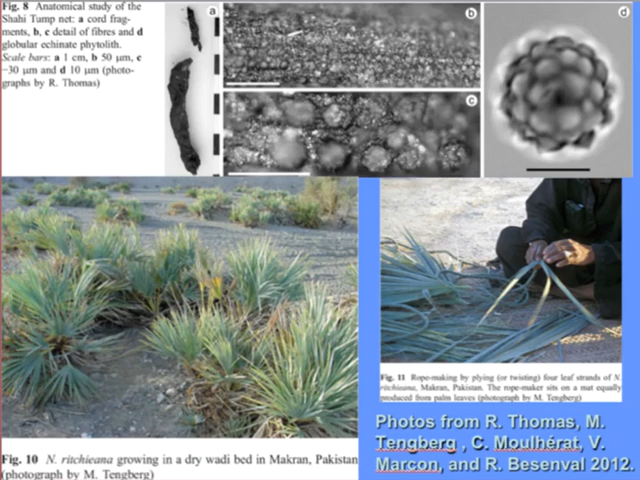 Fig. 8 Anatomical study of the
Shahi Tump net: a cord frag-
ments, b, c detail of fibres and d
globular echinate phytolith.
Scale bars: a 1 cm, b 50 μm, c
~30 μm and d 10 μm (photo-
graphs by R. Thomas)
a
b
c
d
Fig. 11 Rope-making by plying (or twisting) four leaf strands of N.
ritchieana, Makran, Pakistan. The rope-maker sits on a mat equally
produced from palm leaves (photograph by M. Tengberg)
Photos from R. Thomas, M.
Tengberg , C. Moulhérat, V.
Marcon, and R. Besenval 2012.
Fig. 10 N. ritchieana growing in a dry wadi bed in Makran, Pakistan
(photograph by M. Tengberg)